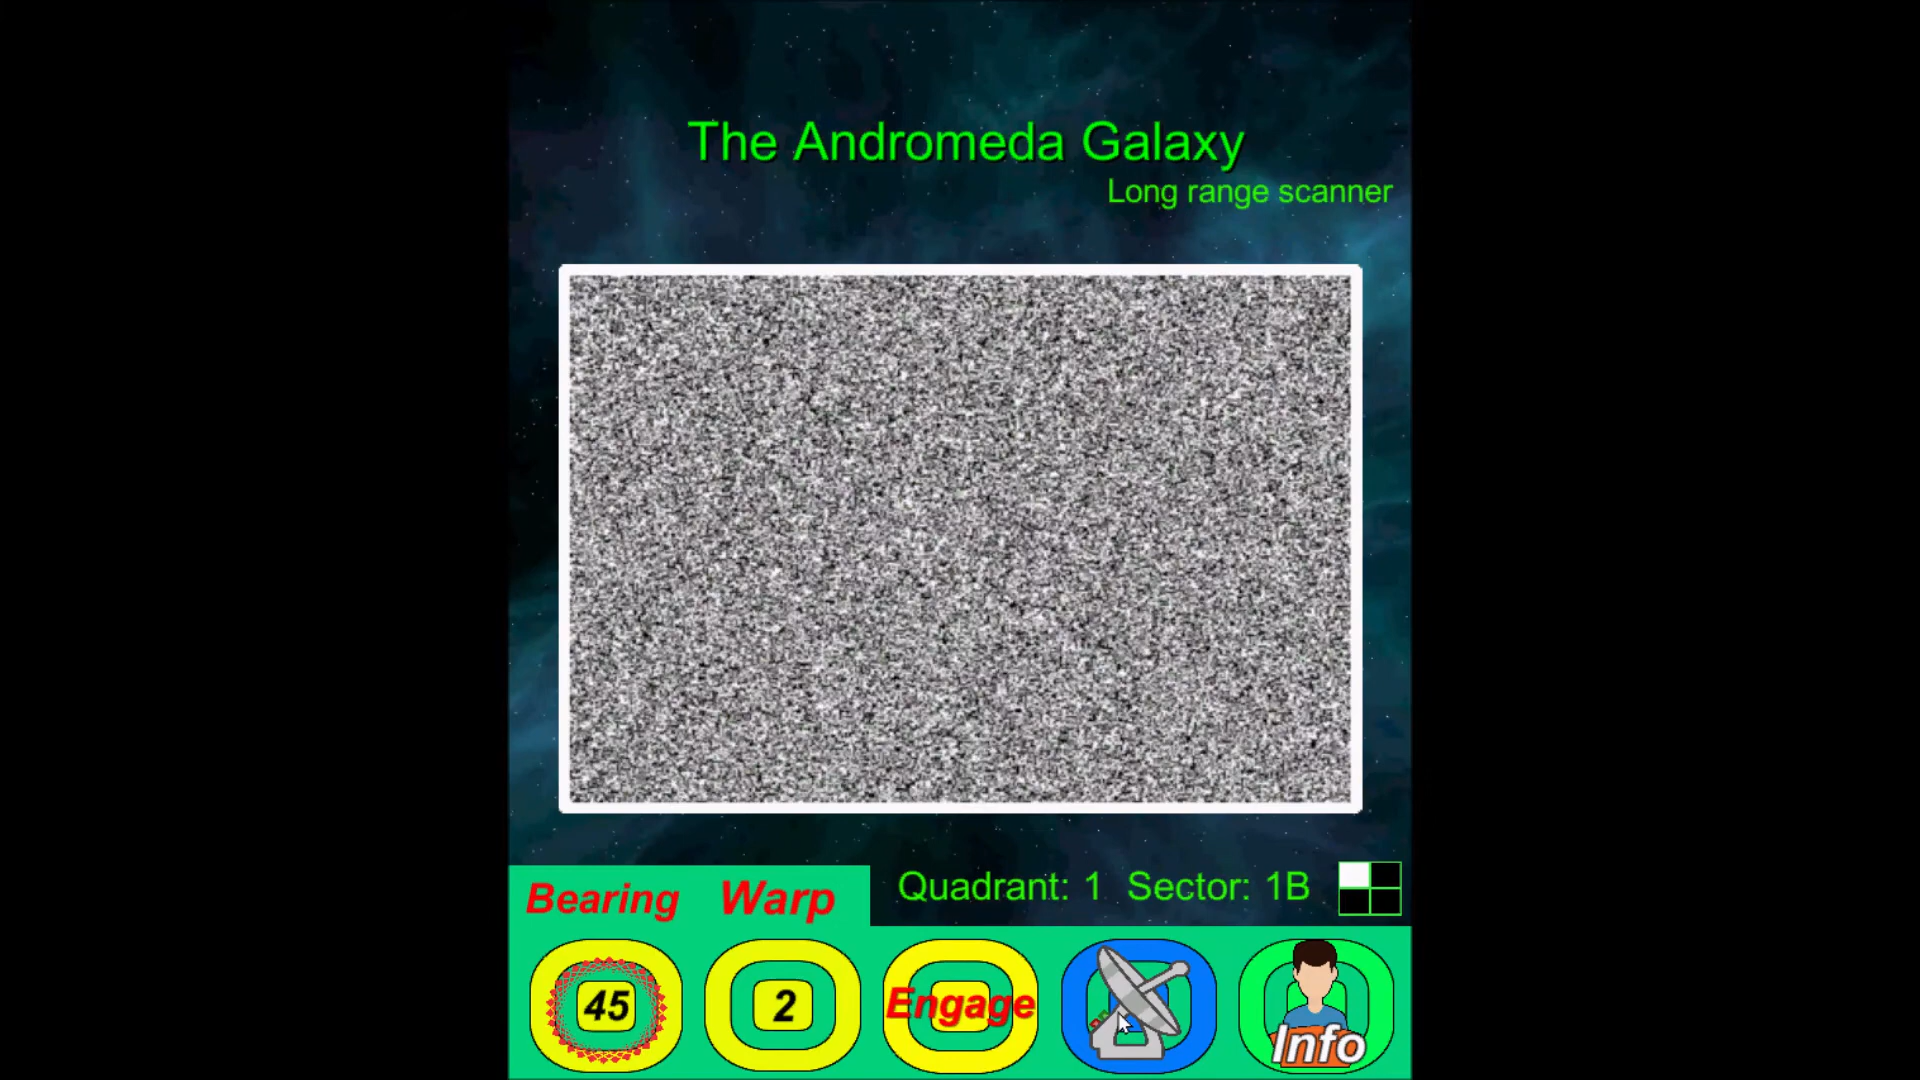 The Andromeda Galaxy
Long range scanner
Bearing Warp Quadrant: 1 Sector: 1B
45 2 Engage Info